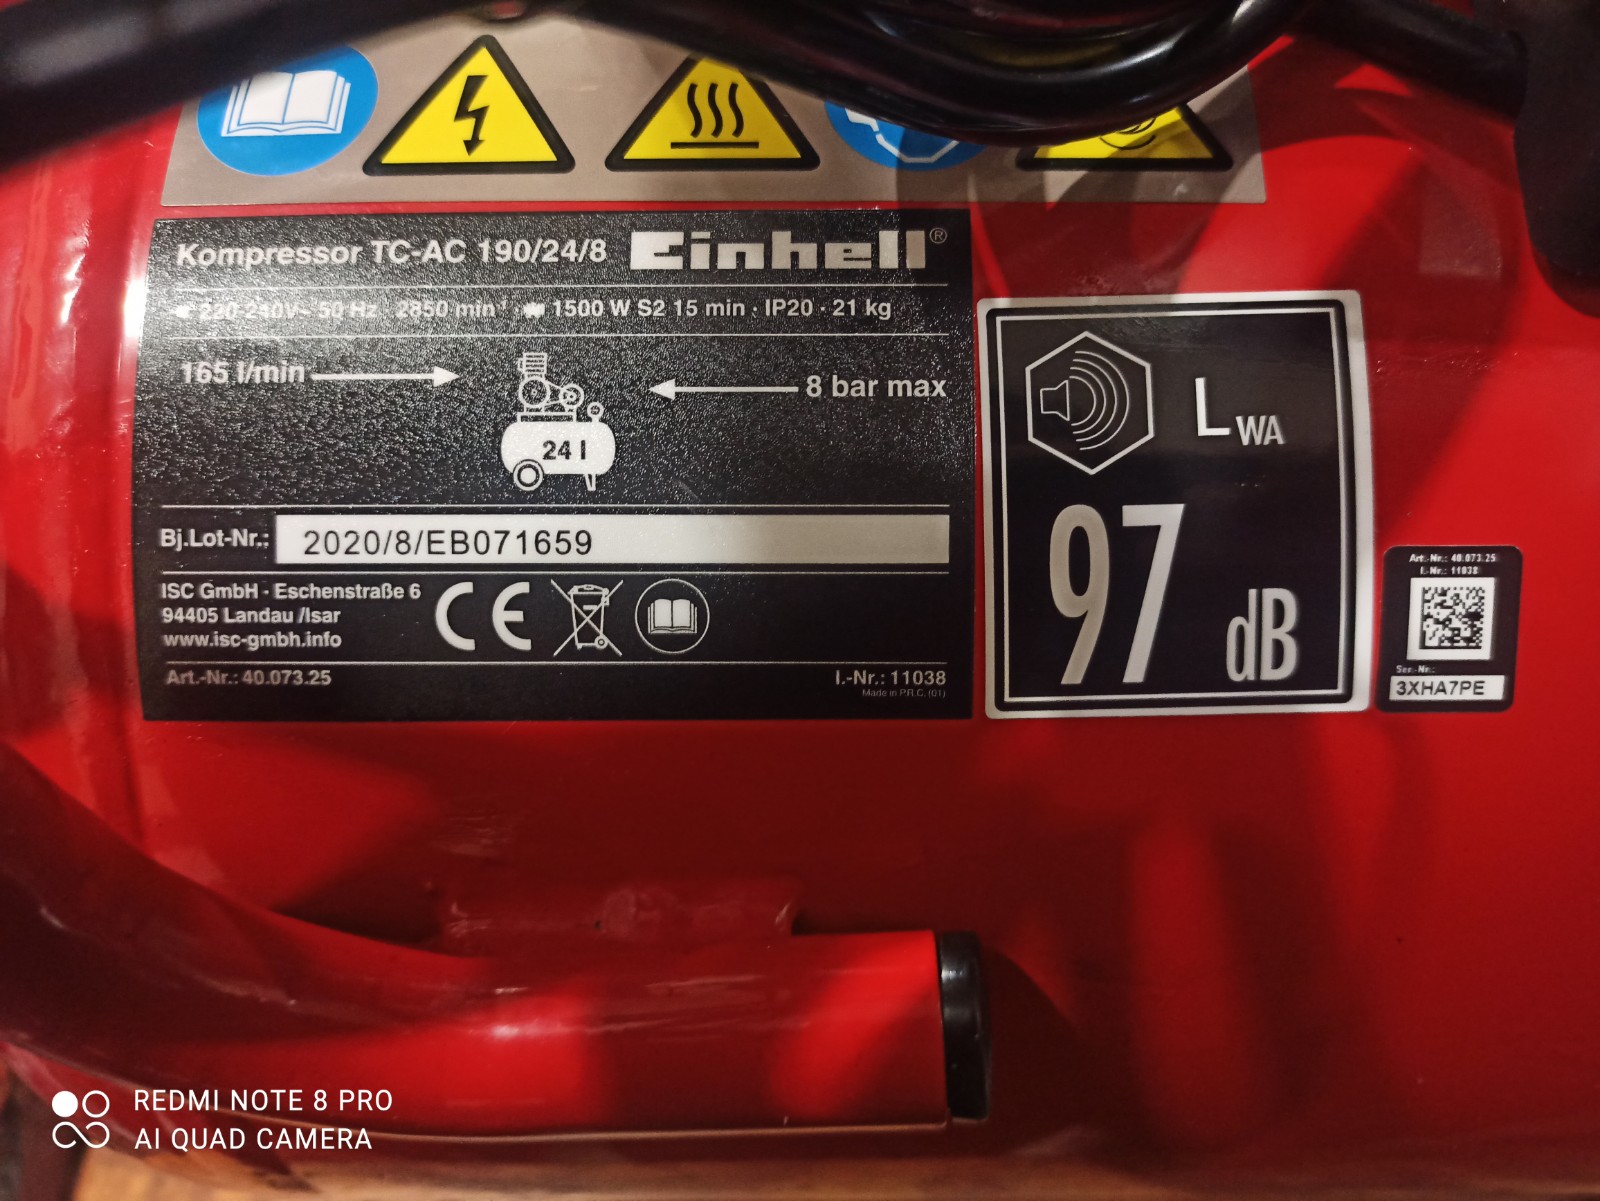 Kompressor TC-AC 190/24/8 Einhell®
220-240V~ 50 Hz · 2850 min⁻¹ · 1500 W S2 15 min · IP20 · 21 kg
165 l/min
8 bar max
24 l
Bj.Lot-Nr.: 2020/8/EB071659
ISC GmbH · Eschenstraße 6
94405 Landau /Isar
www.isc-gmbh.info
CE
Art.-Nr.: 40.073.25
I.-Nr.: 11038
Made in P.R.C. (01)
LWA
97 dB
Art.-Nr.: 40.073.25
I.-Nr.: 11038
Ser.-Nr.:
3XHA7PE
REDMI NOTE 8 PRO
AI QUAD CAMERA